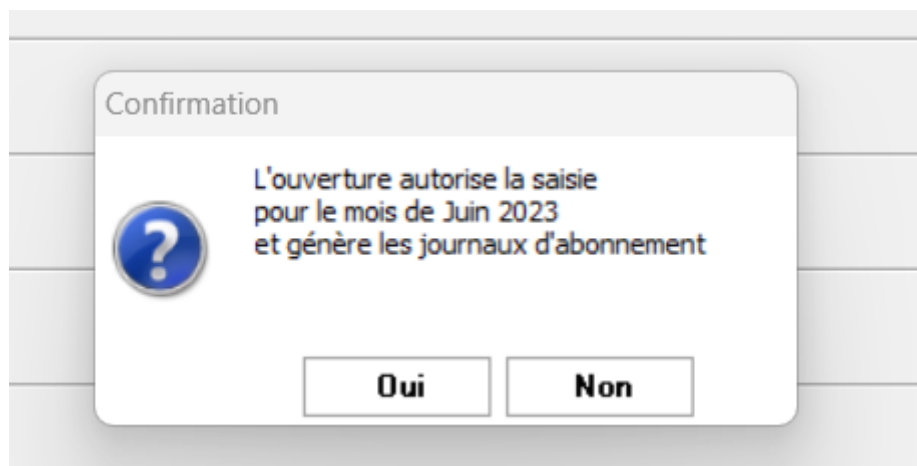 Confirmation
L'ouverture autorise la saisie
pour le mois de Juin 2023
et génère les journaux d'abonnement
Oui
Non